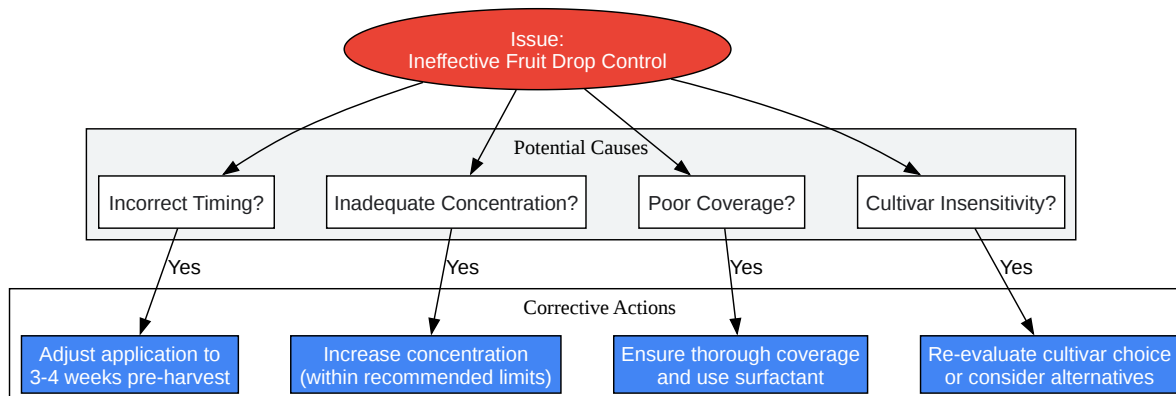 Issue:
Ineffective Fruit Drop Control
Potential Causes
Incorrect Timing?
Inadequate Concentration?
Poor Coverage?
Cultivar Insensitivity?
Yes
Yes
Yes
Yes
Corrective Actions
Adjust application to
3-4 weeks pre-harvest
Increase concentration
(within recommended limits)
Ensure thorough coverage
and use surfactant
Re-evaluate cultivar choice
or consider alternatives